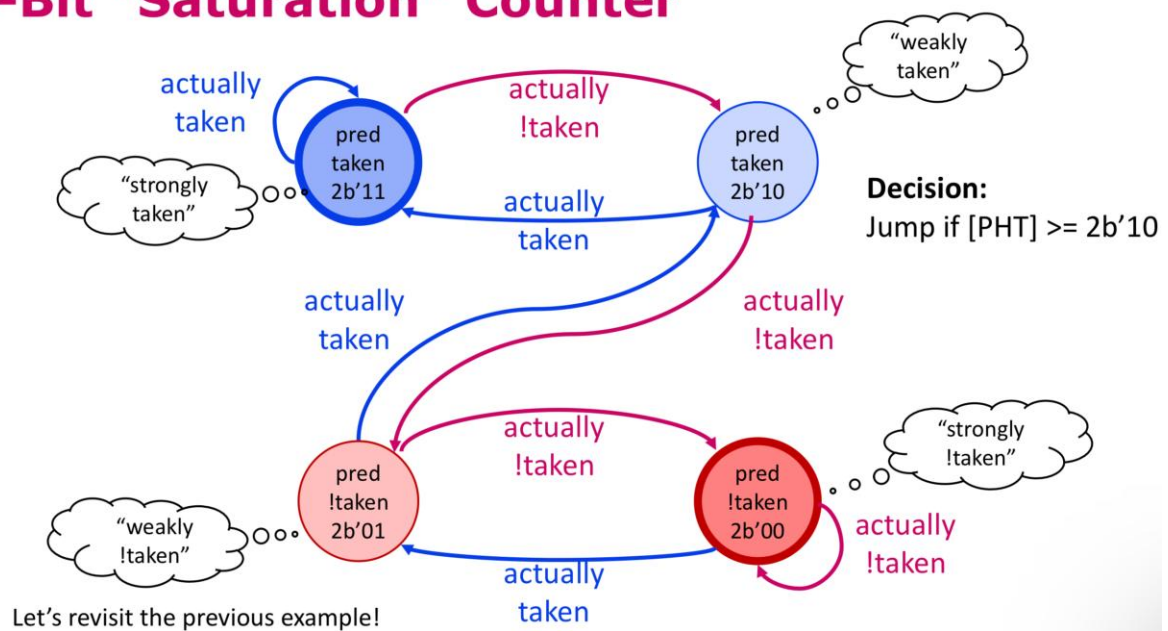 -Bit "Saturation" Counter
"weakly
taken"
actually
taken
actually
!taken
pred
taken
2b'11
pred
taken
2b'10
"strongly
taken"
actually
taken
Decision:
Jump if [PHT] >= 2b'10
actually
taken
actually
!taken
actually
!taken
"strongly
!taken"
pred
!taken
2b'01
pred
!taken
2b'00
"weakly
!taken"
actually
!taken
actually
taken
Let's revisit the previous example!